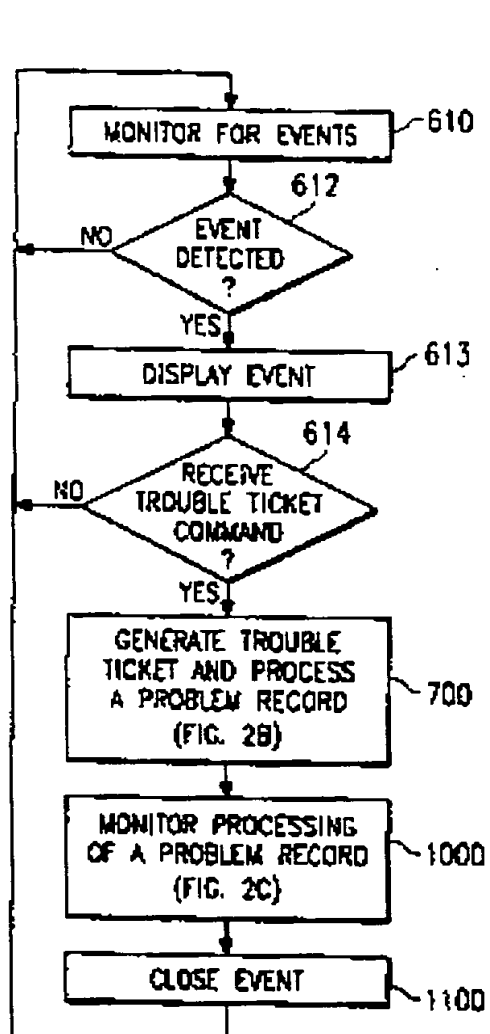 MONITOR FOR EVENTS
610
612
EVENT
DETECTED
?
NO
YES
DISPLAY EVENT
613
614
RECEIVE
TROUBLE TICKET
COMMAND
?
NO
YES
GENERATE TROUBLE
TICKET AND PROCESS
A PROBLEM RECORD
(FIG. 2B)
700
MONITOR PROCESSING
OF A PROBLEM RECORD
(FIG. 2C)
1000
CLOSE EVENT
1100